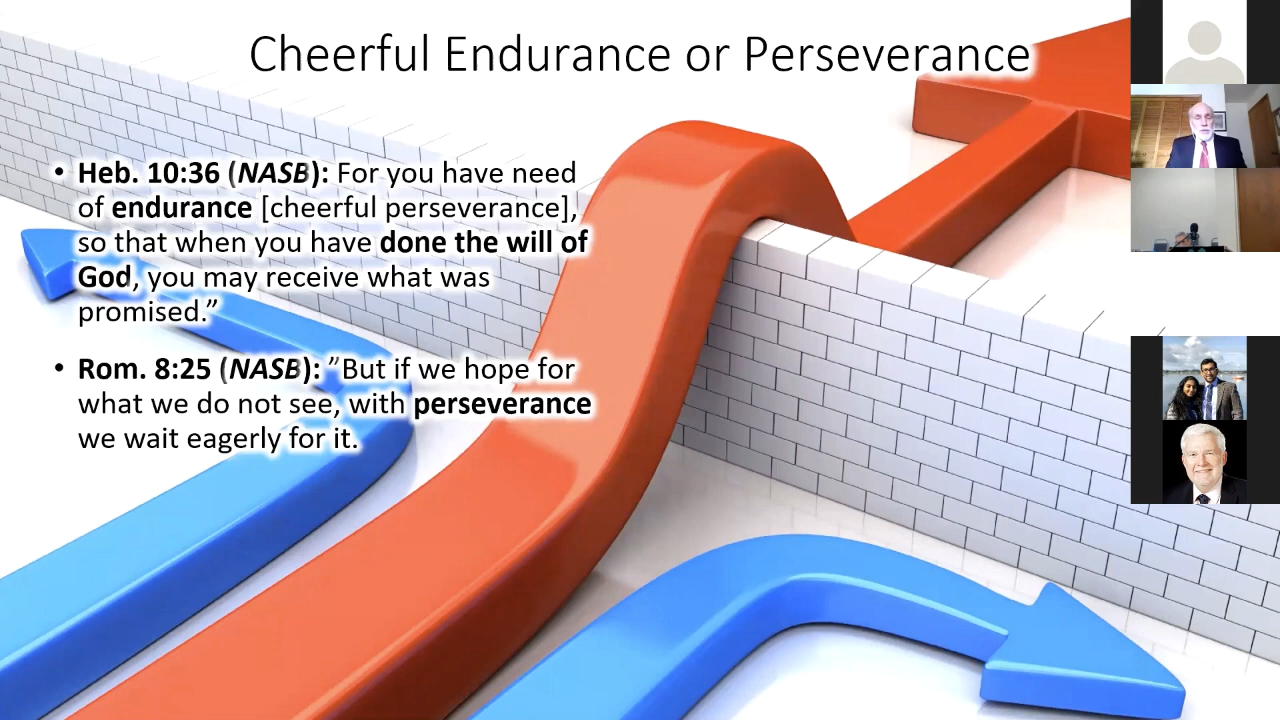 Cheerful Endurance or Perseverance
• Heb. 10:36 (NASB): For you have need
of endurance [cheerful perseverance],
so that when you have done the will of
God, you may receive what was
promised.”
• Rom. 8:25 (NASB): ”But if we hope for
what we do not see, with perseverance
we wait eagerly for it.